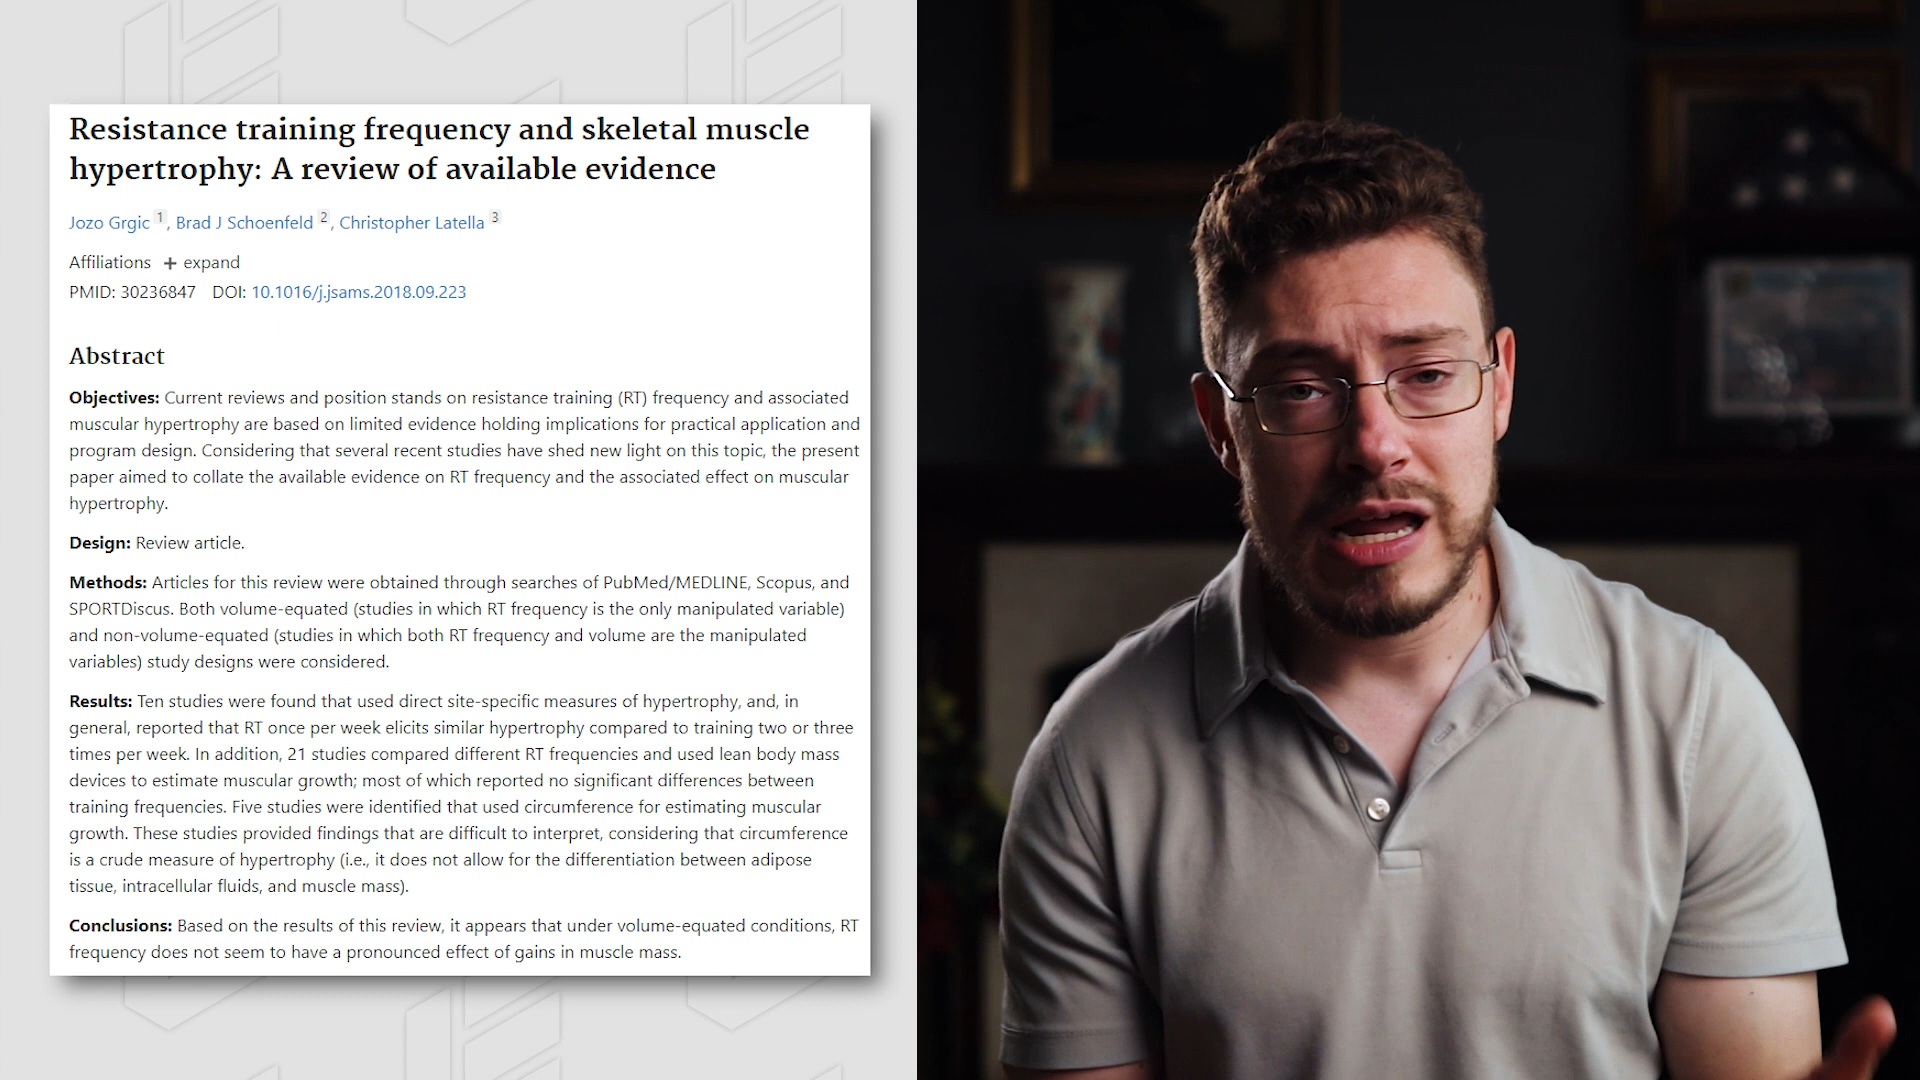 Resistance training frequency and skeletal muscle
hypertrophy: A review of available evidence
Jozo Grgic 1, Brad J Schoenfeld 2, Christopher Latella 3
Affiliations + expand
PMID: 30236847 DOI: 10.1016/j.jsams.2018.09.223
Abstract
Objectives: Current reviews and position stands on resistance training (RT) frequency and associated
muscular hypertrophy are based on limited evidence holding implications for practical application and
program design. Considering that several recent studies have shed new light on this topic, the present
paper aimed to collate the available evidence on RT frequency and the associated effect on muscular
hypertrophy.
Design: Review article.
Methods: Articles for this review were obtained through searches of PubMed/MEDLINE, Scopus, and
SPORTDiscus. Both volume-equated (studies in which RT frequency is the only manipulated variable)
and non-volume-equated (studies in which both RT frequency and volume are the manipulated
variables) study designs were considered.
Results: Ten studies were found that used direct site-specific measures of hypertrophy, and, in
general, reported that RT once per week elicits similar hypertrophy compared to training two or three
times per week. In addition, 21 studies compared different RT frequencies and used lean body mass
devices to estimate muscular growth; most of which reported no significant differences between
training frequencies. Five studies were identified that used circumference for estimating muscular
growth. These studies provided findings that are difficult to interpret, considering that circumference
is a crude measure of hypertrophy (i.e., it does not allow for the differentiation between adipose
tissue, intracellular fluids, and muscle mass).
Conclusions: Based on the results of this review, it appears that under volume-equated conditions, RT
frequency does not seem to have a pronounced effect of gains in muscle mass.